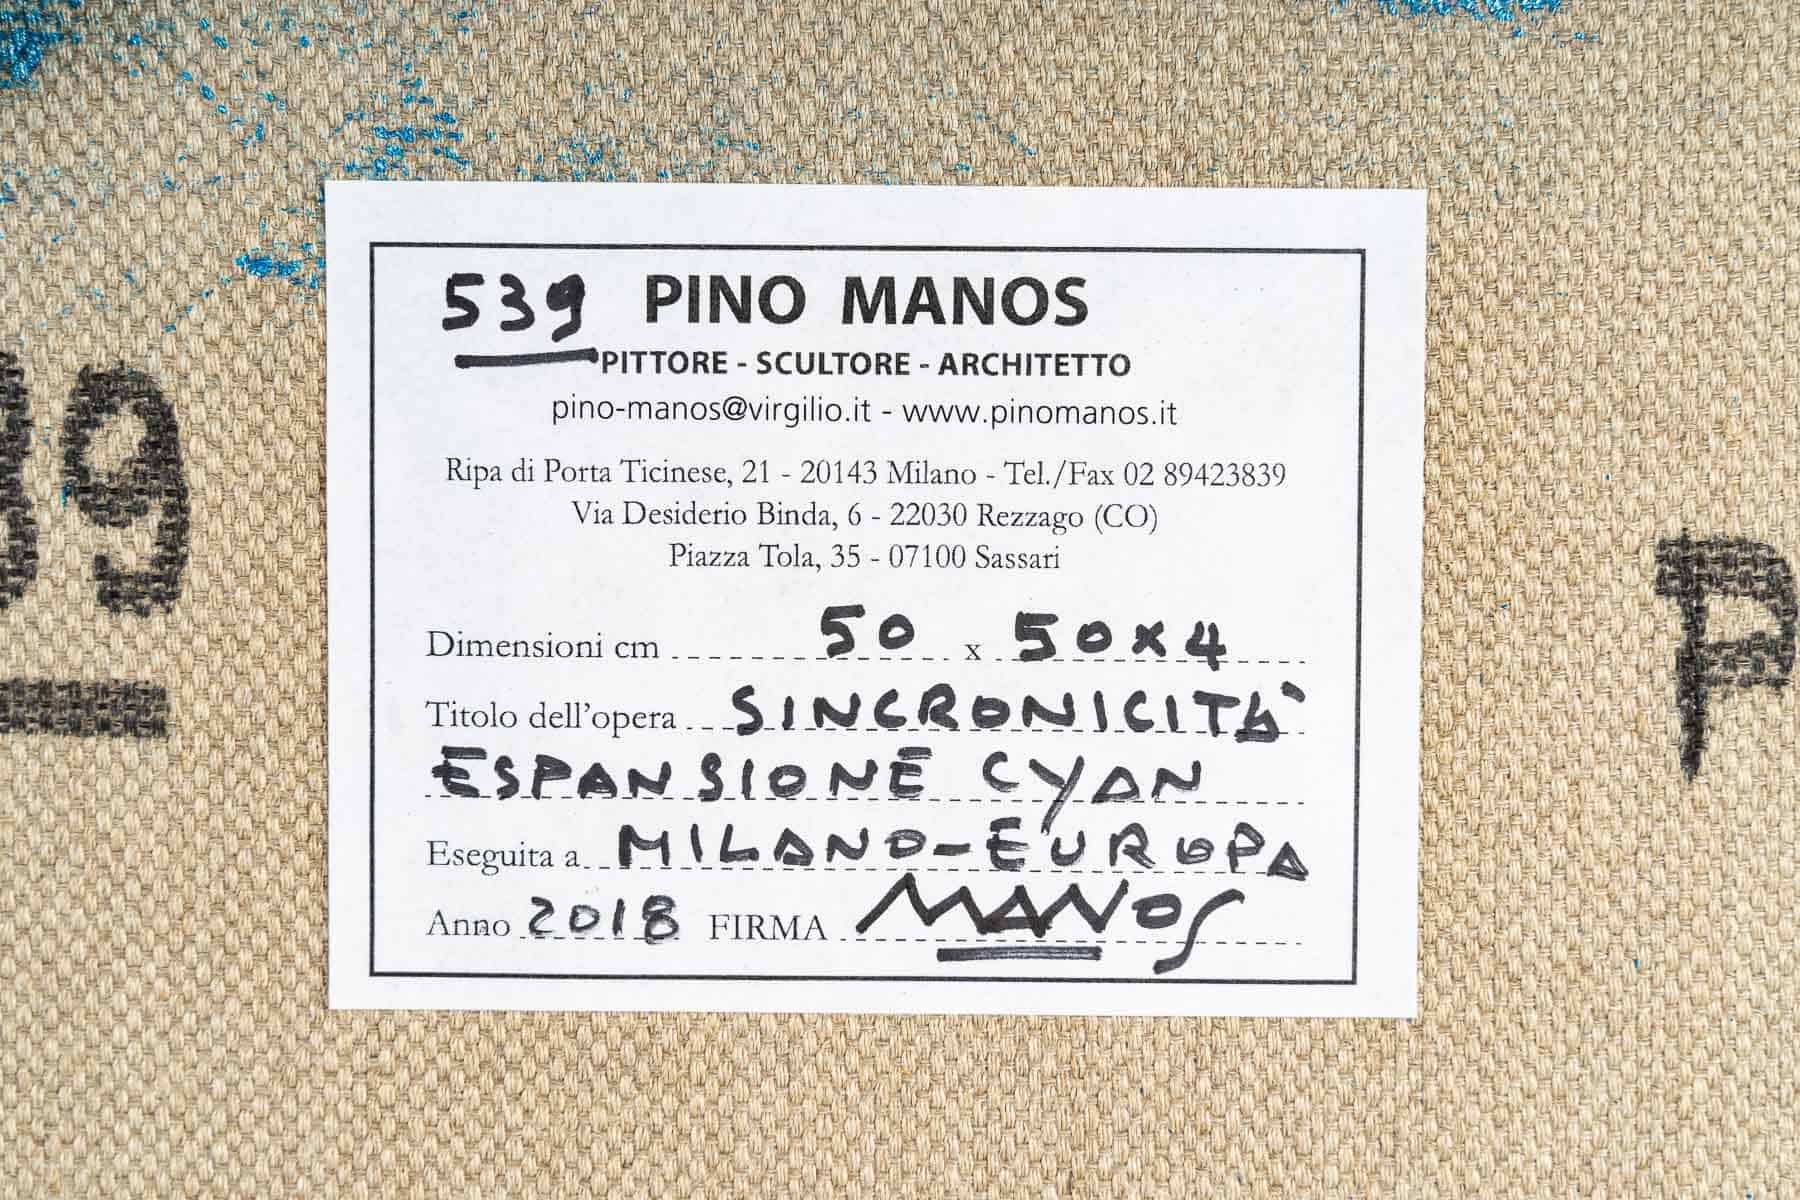 539 PINO MANOS
PITTORE - SCULTORE - ARCHITETTO
pino-manos@virgilio.it - www.pinomanos.it
Ripa di Porta Ticinese, 21 - 20143 Milano - Tel./Fax 02 89423839
Via Desiderio Binda, 6 - 22030 Rezzago (CO)
Piazza Tola, 35 - 07100 Sassari
Dimensioni cm 50 x 50x4
Titolo dell'opera SINCRONICITÀ
ESPANSIONE CYAN
Eseguita a MILANO-EUROPA
Anno 2018 FIRMA MANOS
39
P